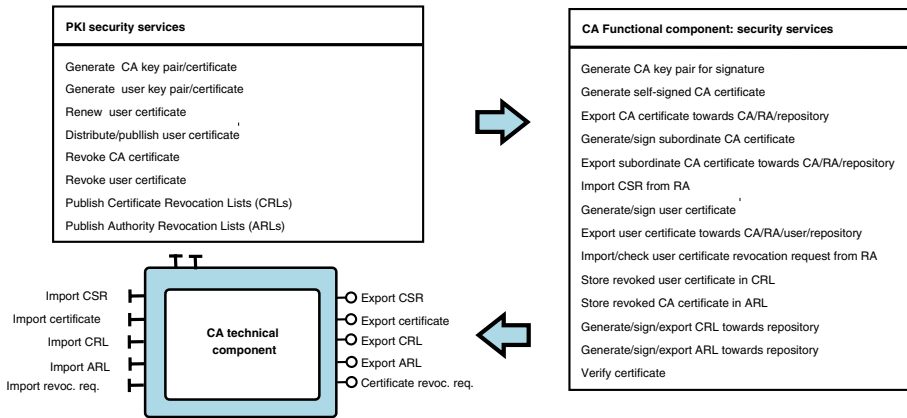 PKI security services
Generate CA key pair/certificate
Generate user key pair/certificate
Renew user certificate
Distribute/publlish user certificate
Revoke CA certificate
Revoke user certificate
Publish Certificate Revocation Lists (CRLs)
Publish Authority Revocation Lists (ARLs)
CA Functional component: security services
Generate CA key pair for signature
Generate self-signed CA certificate
Export CA certificate towards CA/RA/repository
Generate/sign subordinate CA certificate
Export subordinate CA certificate towards CA/RA/repository
Import CSR from RA
Generate/sign user certificate
Export user certificate towards CA/RA/user/repository
Import/check user certificate revocation request from RA
Store revoked user certificate in CRL
Store revoked CA certificate in ARL
Generate/sign/export CRL towards repository
Generate/sign/export ARL towards repository
Verify certificate
Import CSR
Import certificate
Import CRL
Import ARL
Import revoc. req.
CA technical
component
Export CSR
Export certificate
Export CRL
Export ARL
Certificate revoc. req.